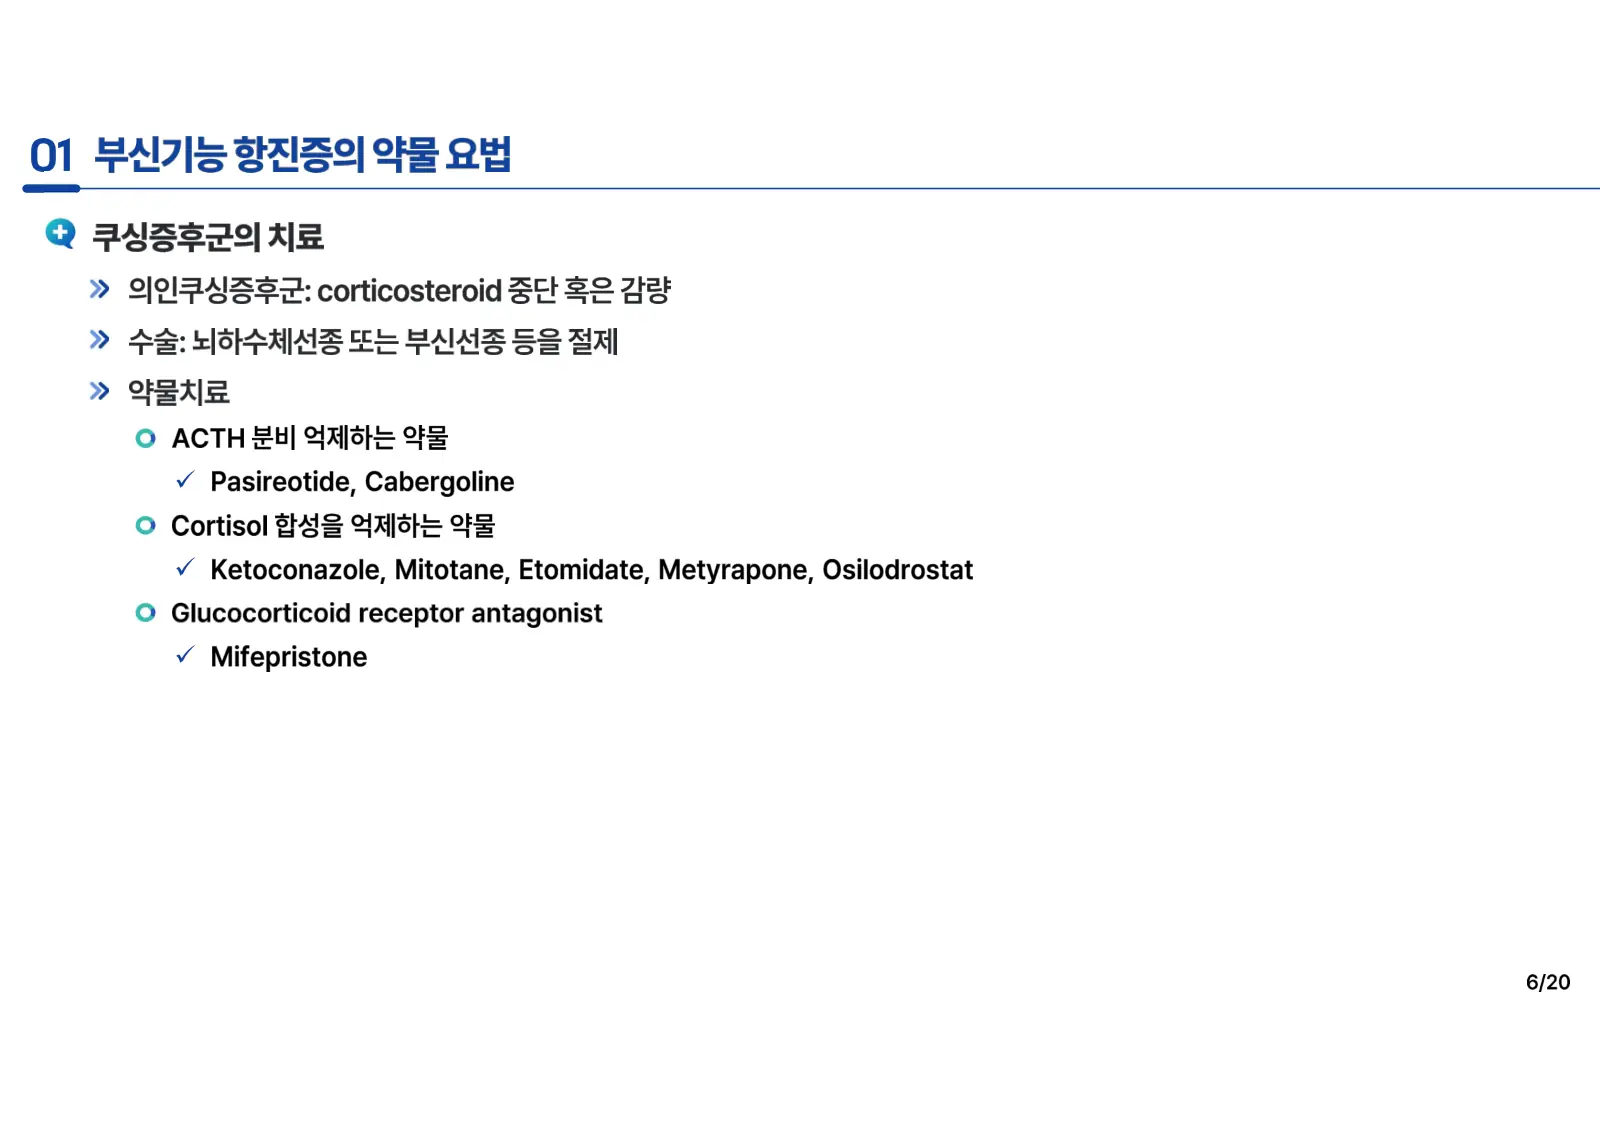 01 부신기능 항진증의 약물 요법
쿠싱증후군의 치료
의인쿠싱증후군: corticosteroid 중단 혹은 감량
수술: 뇌하수체선종 또는 부신선종 등을 절제
약물치료
ACTH 분비 억제하는 약물
Pasireotide, Cabergoline
Cortisol 합성을 억제하는 약물
Ketoconazole, Mitotane, Etomidate, Metyrapone, Osilodrostat
Glucocorticoid receptor antagonist
Mifepristone
6/20